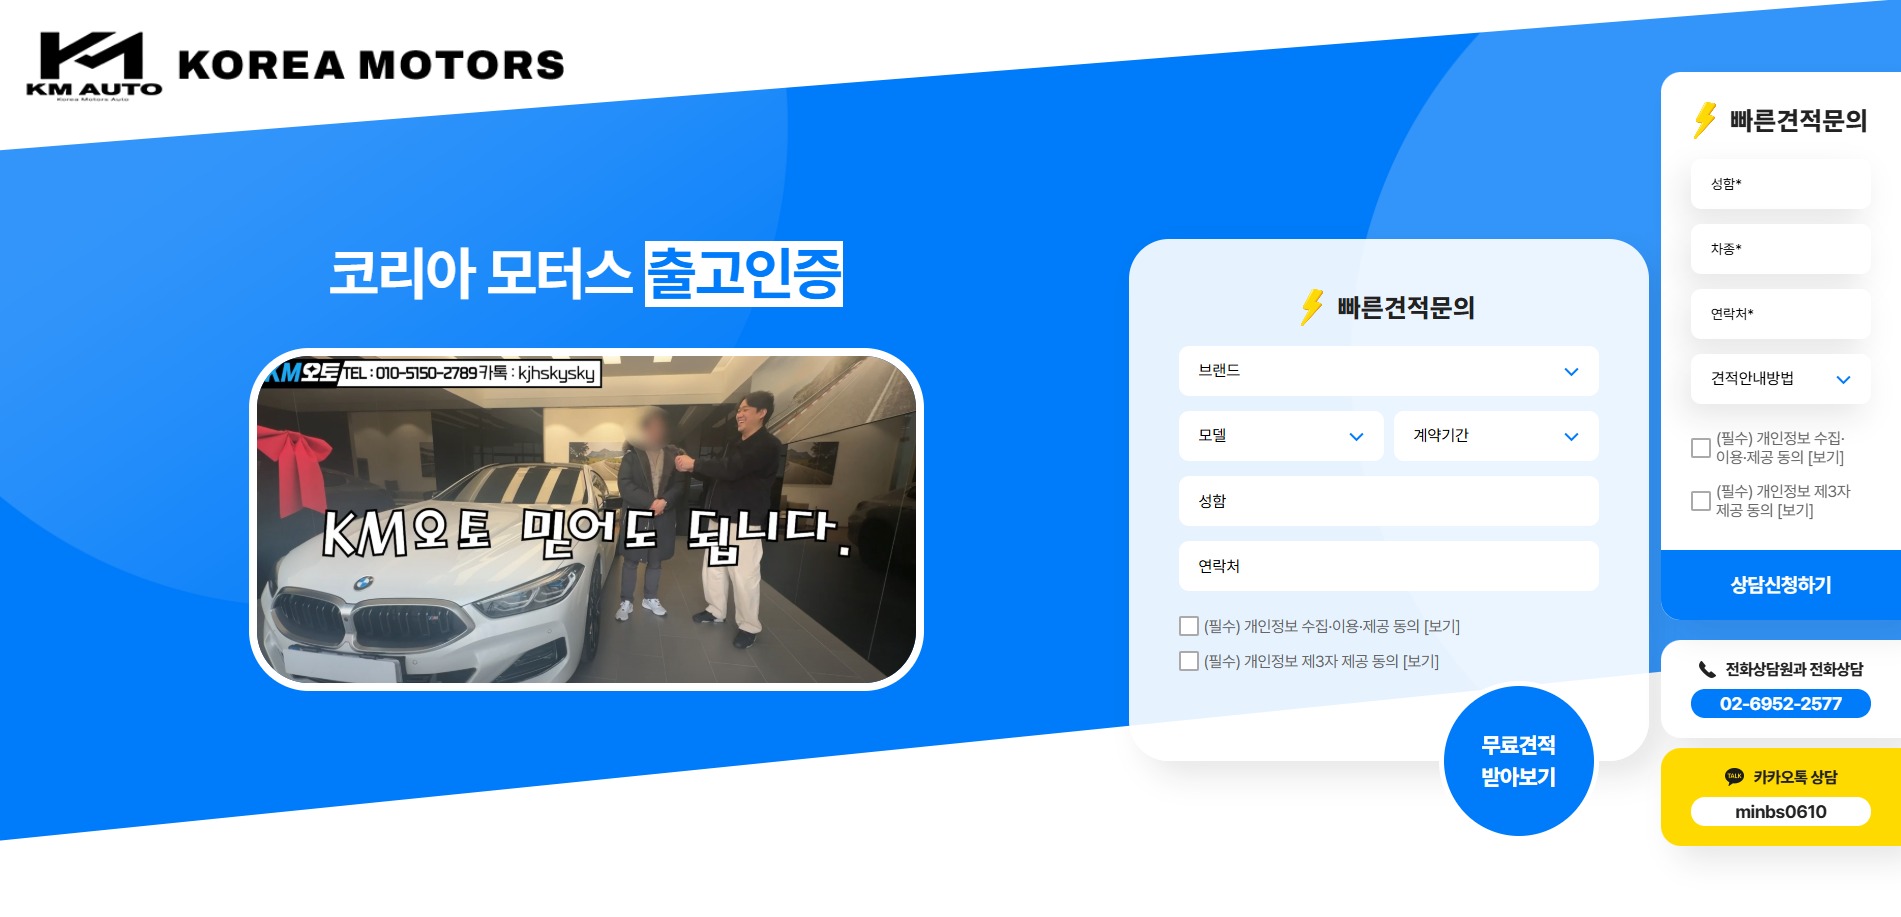 KM AUTO
Korea Motors Auto
KOREA MOTORS
코리아 모터스 출고인증
KM오토 TEL : 010-5150-2789 카톡 : kjhskysky
KM오토 믿어도 됩니다.
빠른견적문의
브랜드
모델
계약기간
성함
연락처
(필수) 개인정보 수집·이용·제공 동의 [보기]
(필수) 개인정보 제3자 제공 동의 [보기]
무료견적
받아보기
빠른견적문의
성함*
차종*
연락처*
견적안내방법
(필수) 개인정보 수집·
이용·제공 동의 [보기]
(필수) 개인정보 제3자
제공 동의 [보기]
상담신청하기
전화상담원과 전화상담
02-6952-2577
TALK 카카오톡 상담
minbs0610